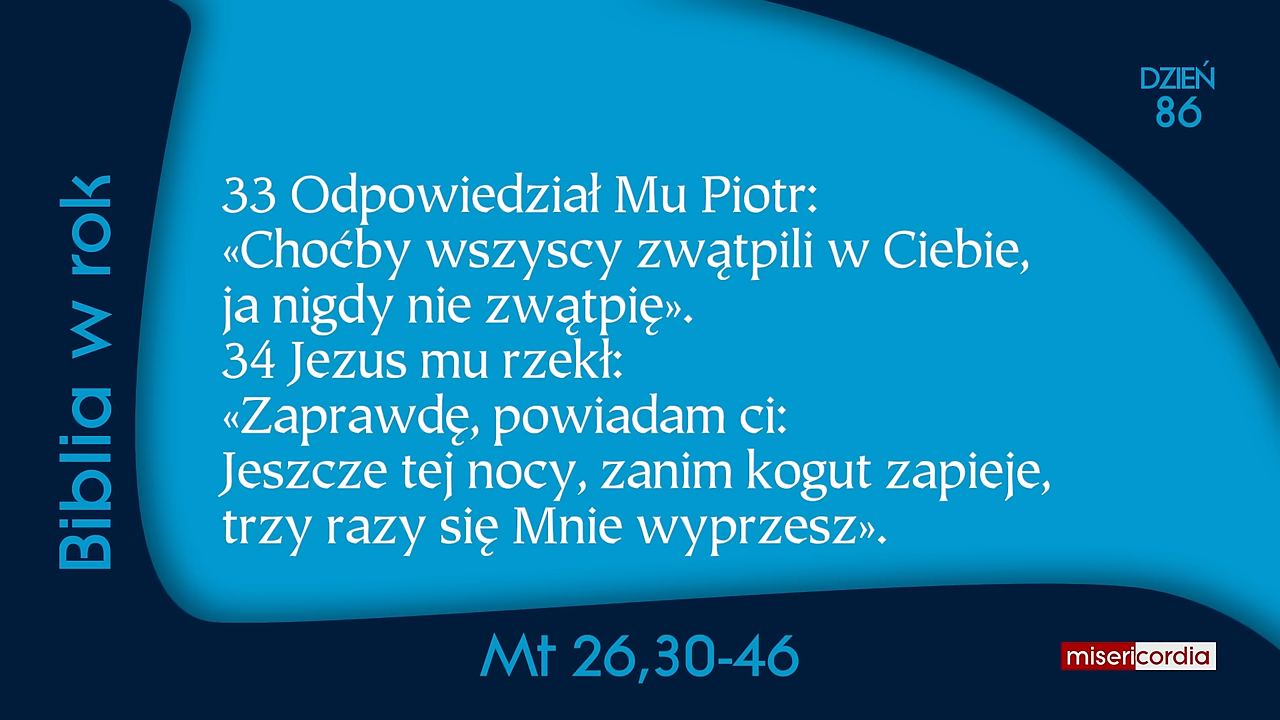 Biblia w rok
DZIEŃ
86
33 Odpowiedział Mu Piotr:
«Choćby wszyscy zwątpili w Ciebie,
ja nigdy nie zwątpię».
34 Jezus mu rzekł:
«Zaprawdę, powiadam ci:
Jeszcze tej nocy, zanim kogut zapieje,
trzy razy się Mnie wyprzesz».
Mt 26,30-46
misericordia